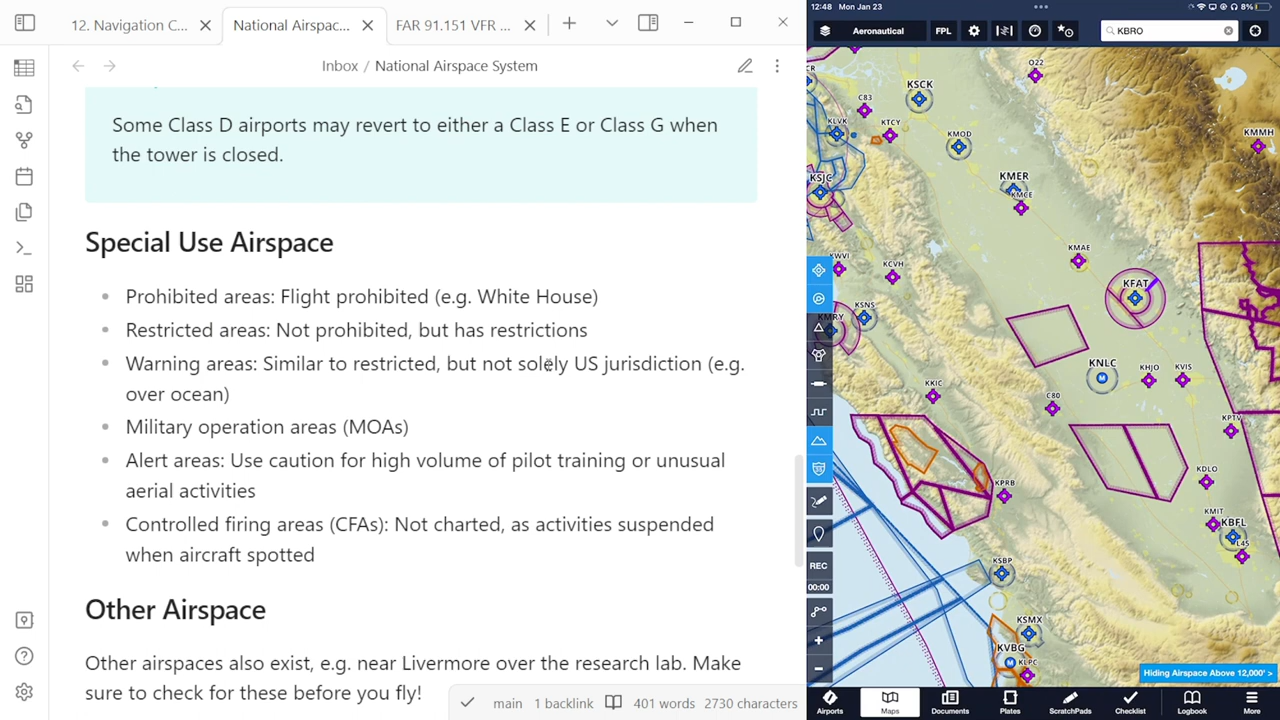 12. Navigation C...
National Airspac...
FAR 91.151 VFR ...
Inbox / National Airspace System
Some Class D airports may revert to either a Class E or Class G when
the tower is closed.
Special Use Airspace
Prohibited areas: Flight prohibited (e.g. White House)
Restricted areas: Not prohibited, but has restrictions
Warning areas: Similar to restricted, but not solely US jurisdiction (e.g.
over ocean)
Military operation areas (MOAs)
Alert areas: Use caution for high volume of pilot training or unusual
aerial activities
Controlled firing areas (CFAs): Not charted, as activities suspended
when aircraft spotted
Other Airspace
Other airspaces also exist, e.g. near Livermore over the research lab. Make
sure to check for these before you fly!
main
1 backlink
401 words
2730 characters
12:48 Mon Jan 23
8%
Aeronautical
FPL
KBRO
O22
KSCK
C83
KTCY
KLVK
KMOD
KMMH
KSJC
KMER
KMCE
KWVI
KCVH
KMAE
KFAT
KSNS
KMRY
KNLC
KHJO
KVIS
KKIC
C80
KPTV
KPRB
KDLO
KMIT
KBFL
L45
REC
00:00
KSBP
KSMX
KVBG
KLPC
Hiding Airspace Above 12,000' >
Airports
Maps
Documents
Plates
ScratchPads
Checklist
Logbook
More